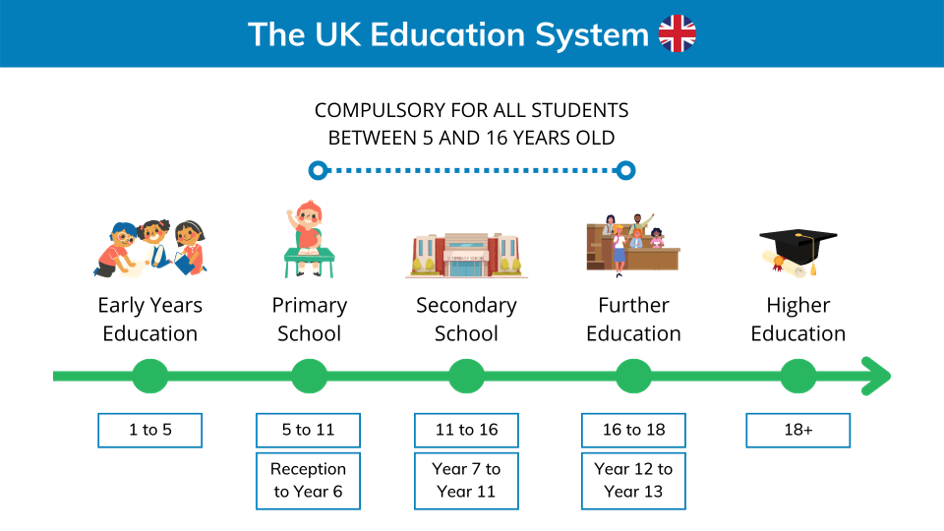 The UK Education System
COMPULSORY FOR ALL STUDENTS
BETWEEN 5 AND 16 YEARS OLD
Early Years
Education
Primary
School
Secondary
School
Further
Education
Higher
Education
1 to 5
5 to 11
11 to 16
16 to 18
18+
Reception
to Year 6
Year 7 to
Year 11
Year 12 to
Year 13